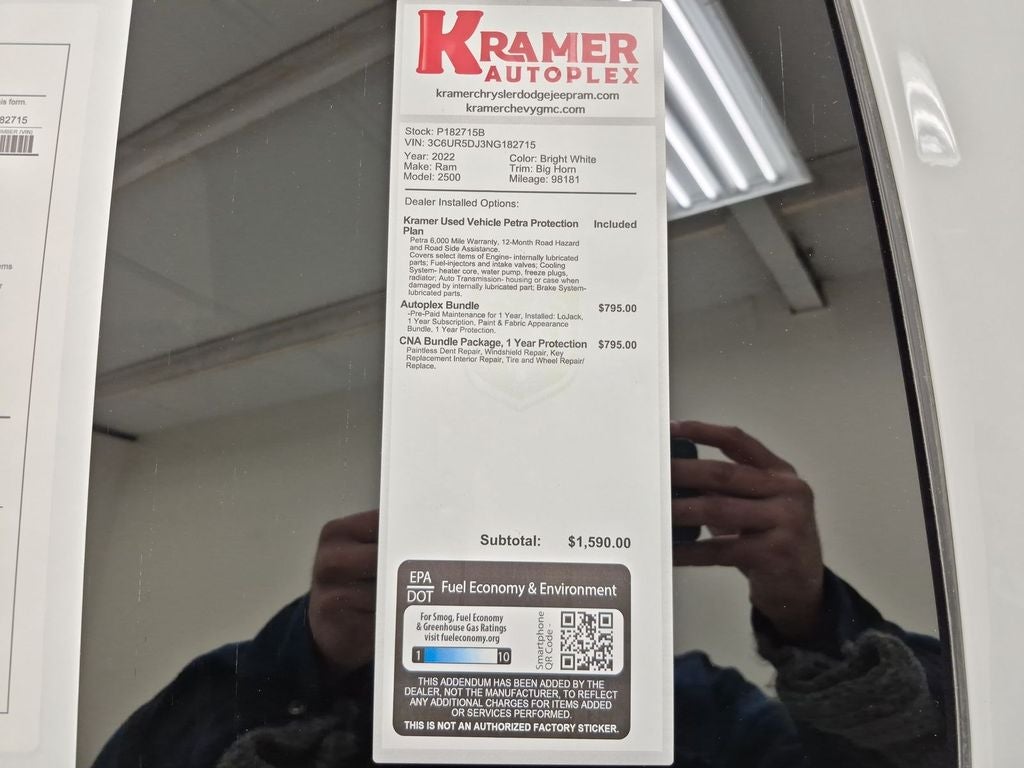 is form.
82715
MBER (VIN)
ems
KRAMER
AUTOPLEX
kramerchryslerdodgejeepram.com
kramerchevygmc.com
Stock: P182715B
VIN: 3C6UR5DJ3NG182715
Year: 2022 Color: Bright White
Make: Ram Trim: Big Horn
Model: 2500 Mileage: 98181
Dealer Installed Options:
Kramer Used Vehicle Petra Protection Included
Plan
Petra 6,000 Mile Warranty, 12-Month Road Hazard
and Road Side Assistance.
Covers select items of Engine- internally lubricated
parts; Fuel-injectors and intake valves; Cooling
System- heater core, water pump, freeze plugs,
radiator; Auto Transmission- housing or case when
damaged by internally lubricated part; Brake System-
lubricated parts.
Autoplex Bundle $795.00
-Pre-Paid Maintenance for 1 Year, Installed: LoJack,
1 Year Subscription, Paint & Fabric Appearance
Bundle, 1 Year Protection.
CNA Bundle Package, 1 Year Protection $795.00
Paintless Dent Repair, Windshield Repair, Key
Replacement Interior Repair, Tire and Wheel Repair/
Replace.
Subtotal: $1,590.00
EPA
DOT Fuel Economy & Environment
For Smog, Fuel Economy
& Greenhouse Gas Ratings
visit fueleconomy.org
1 10
Smartphone
QR Code -
THIS ADDENDUM HAS BEEN ADDED BY THE
DEALER, NOT THE MANUFACTURER, TO REFLECT
ANY ADDITIONAL CHARGES FOR ITEMS ADDED
OR SERVICES PERFORMED.
THIS IS NOT AN AUTHORIZED FACTORY STICKER.